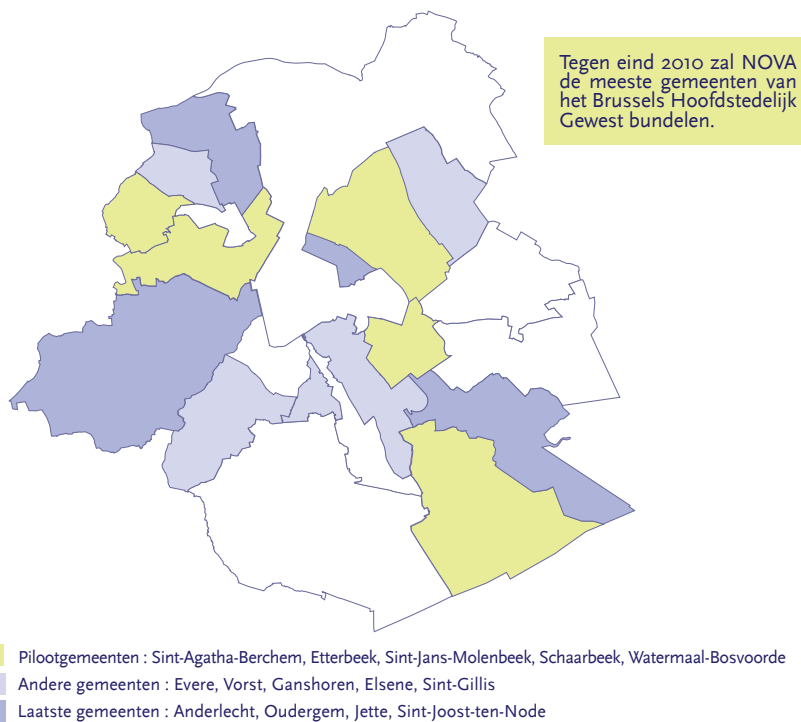 Tegen eind 2010 zal NOVA
de meeste gemeenten van
het Brussels Hoofdstedelijk
Gewest bundelen.
Pilootgemeenten : Sint-Agatha-Berchem, Etterbeek, Sint-Jans-Molenbeek, Schaarbeek, Watermaal-Bosvoorde
Andere gemeenten : Evere, Vorst, Ganshoren, Elsene, Sint-Gillis
Laatste gemeenten : Anderlecht, Oudergem, Jette, Sint-Joost-ten-Node